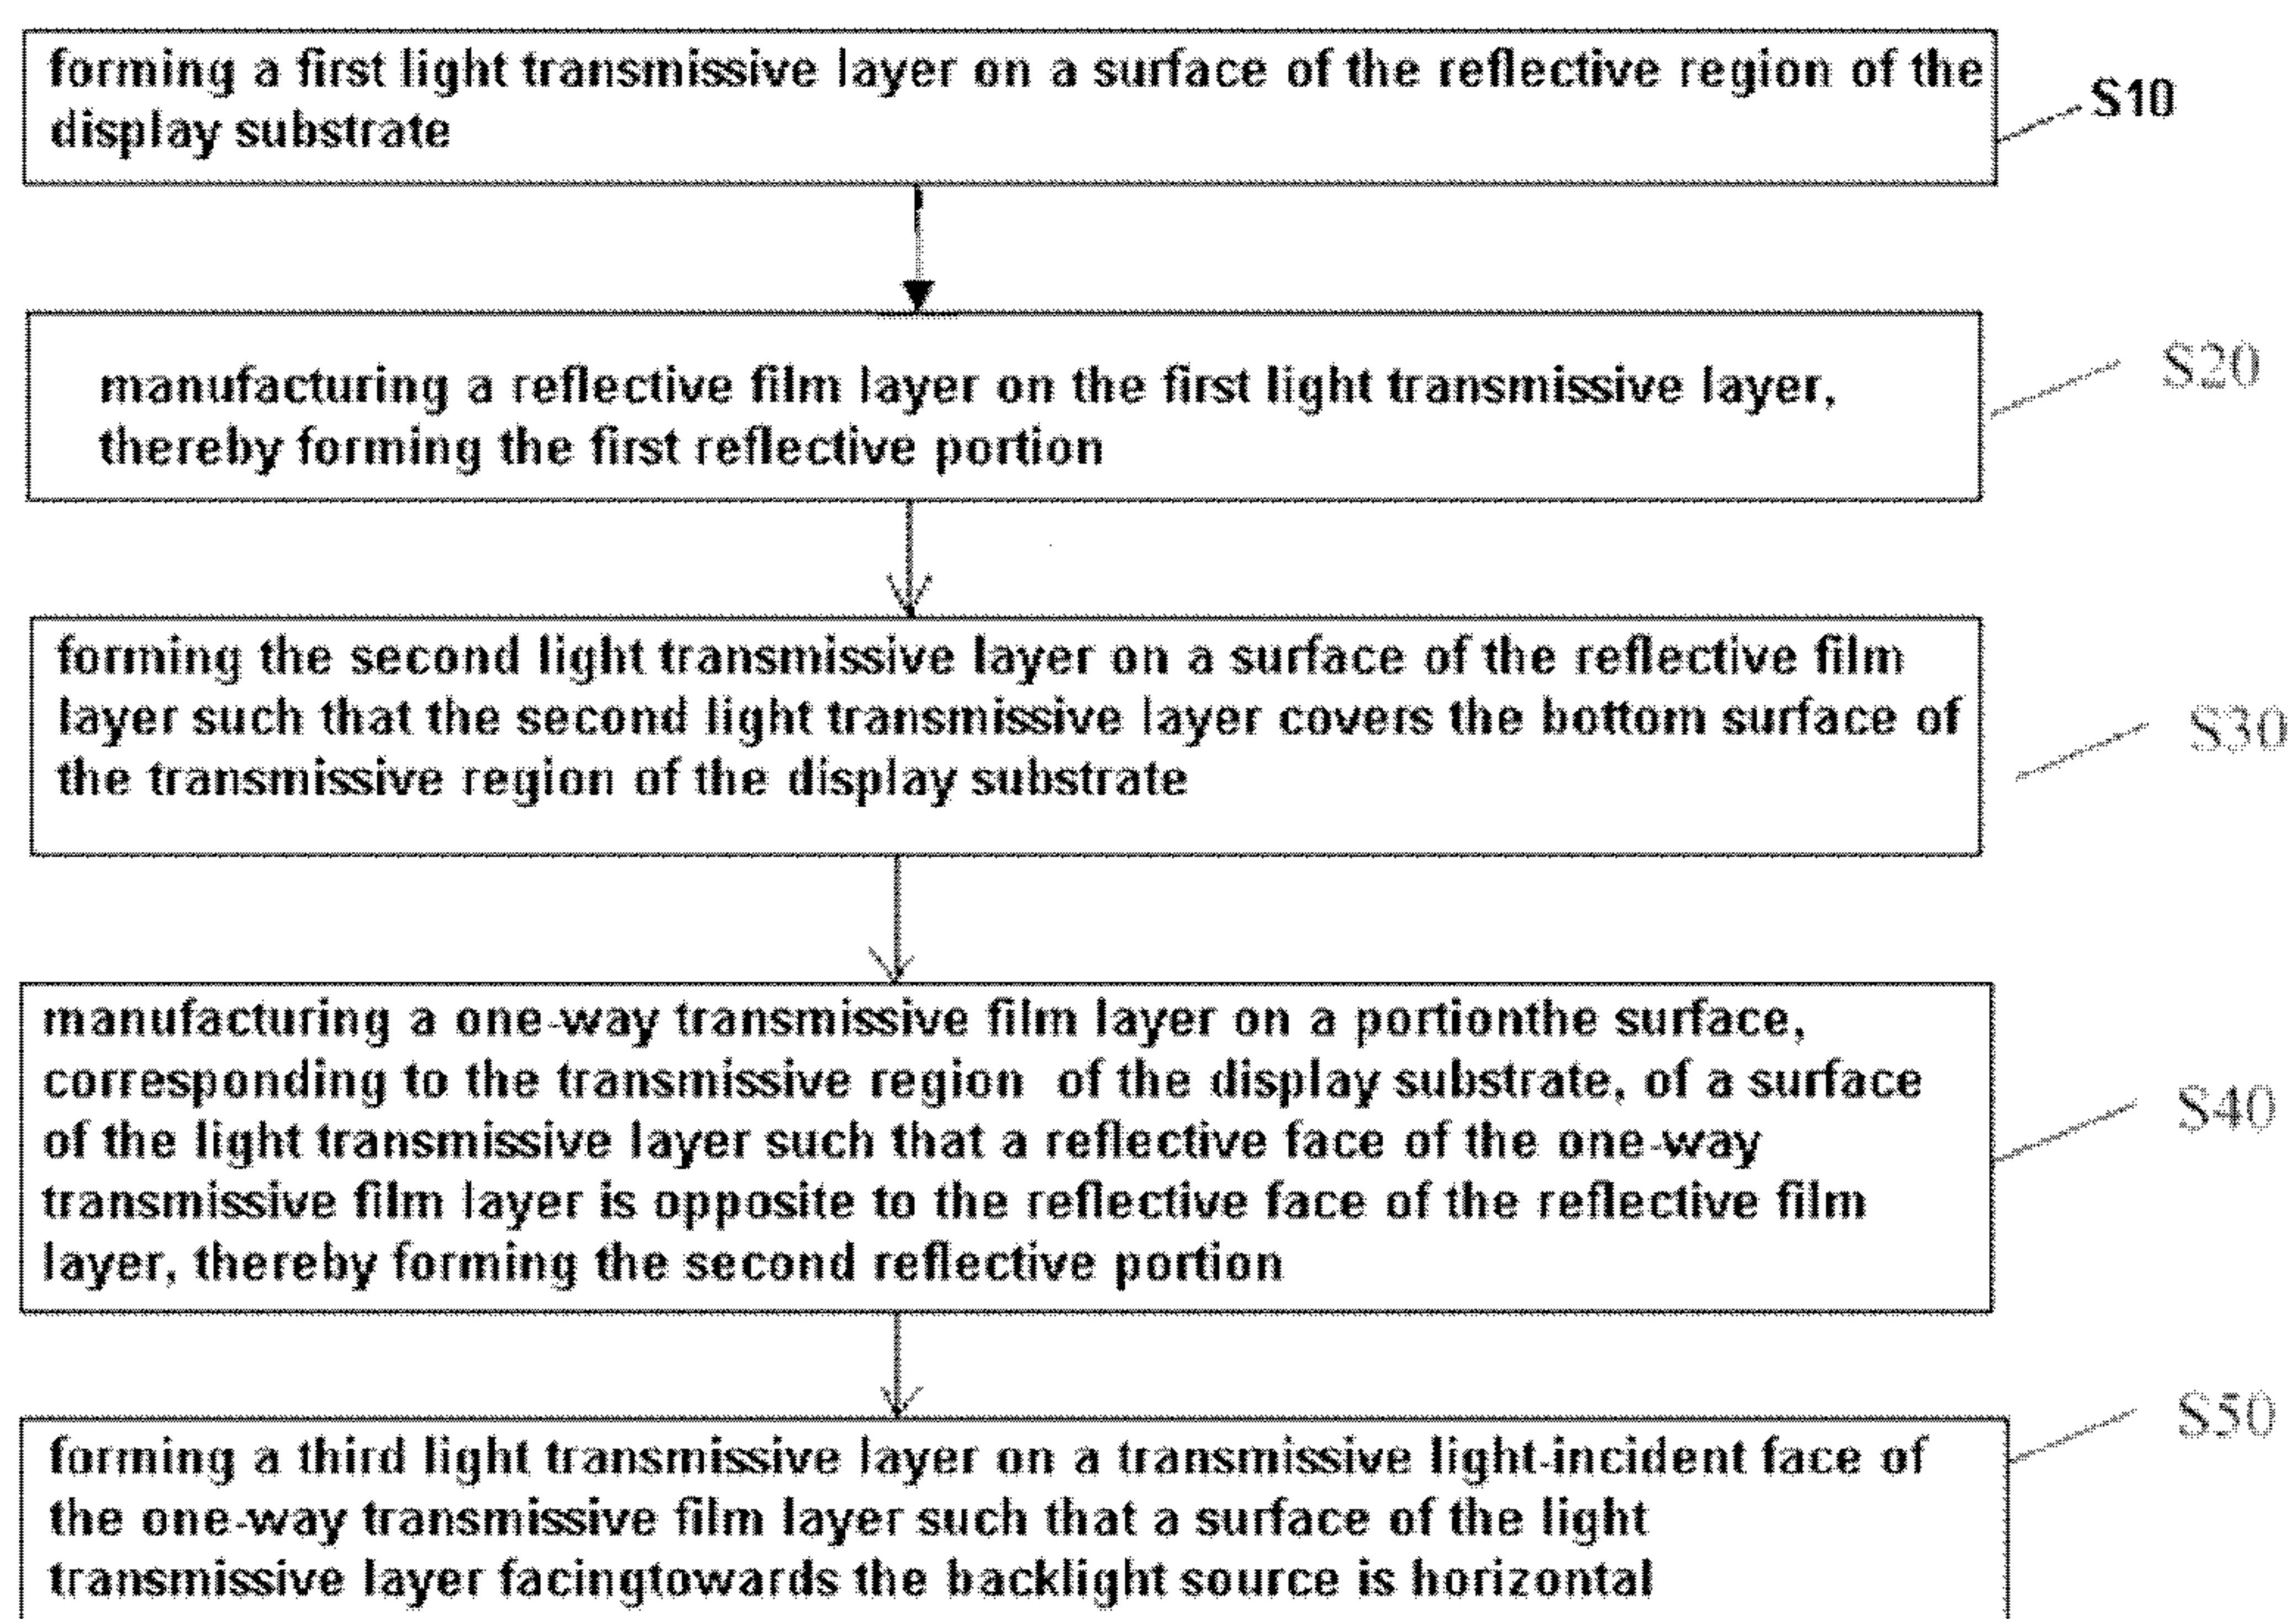 forming a first light transmissive layer on a surface of the reflective region of the
display substrate
S10
manufacturing a reflective film layer on the first light transmissive layer,
thereby forming the first reflective portion
S20
forming the second light transmissive layer on a surface of the reflective film
layer such that the second light transmissive layer covers the bottom surface of
the transmissive region of the display substrate
S30
manufacturing a one-way transmissive film layer on a portionthe surface,
corresponding to the transmissive region of the display substrate, of a surface
of the light transmissive layer such that a reflective face of the one-way
transmissive film layer is opposite to the reflective face of the reflective film
layer, thereby forming the second reflective portion
S40
forming a third light transmissive layer on a transmissive light-incident face of
the one-way transmissive film layer such that a surface of the light
transmissive layer facingtowards the backlight source is horizontal
S50